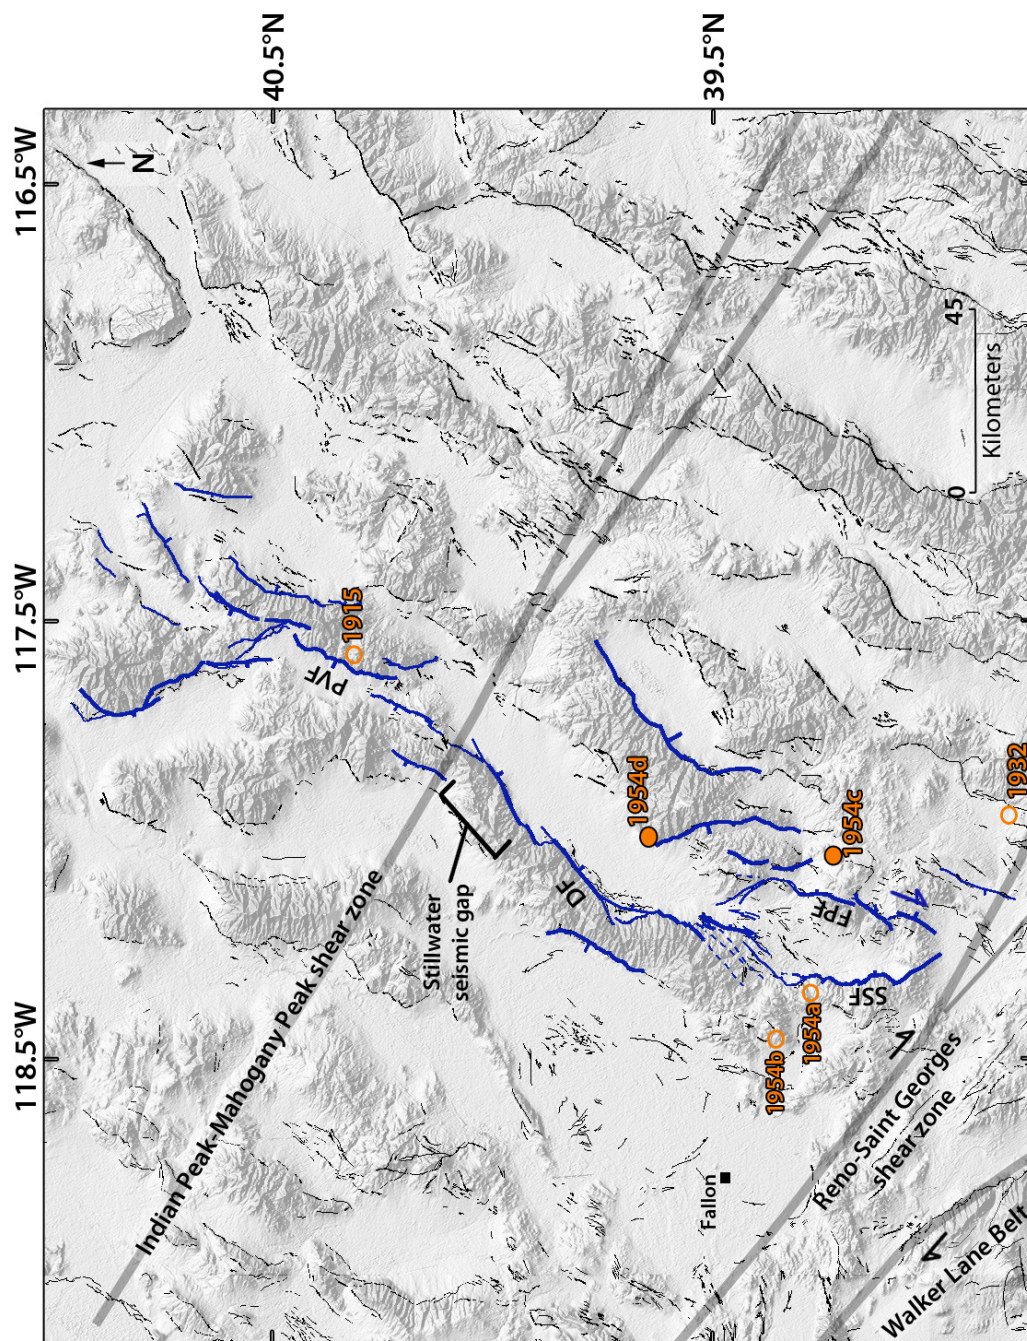 40.5°N
39.5°N
116.5°W
117.5°W
118.5°W
N
45
0
Kilometers
1915
PVF
1954d
1954c
1932
DF
FPF
SSF
1954a
1954b
Stillwater
seismic gap
Indian Peak-Mahogany Peak shear zone
Reno-Saint Georges
shear zone
Fallon
Walker Lane Belt